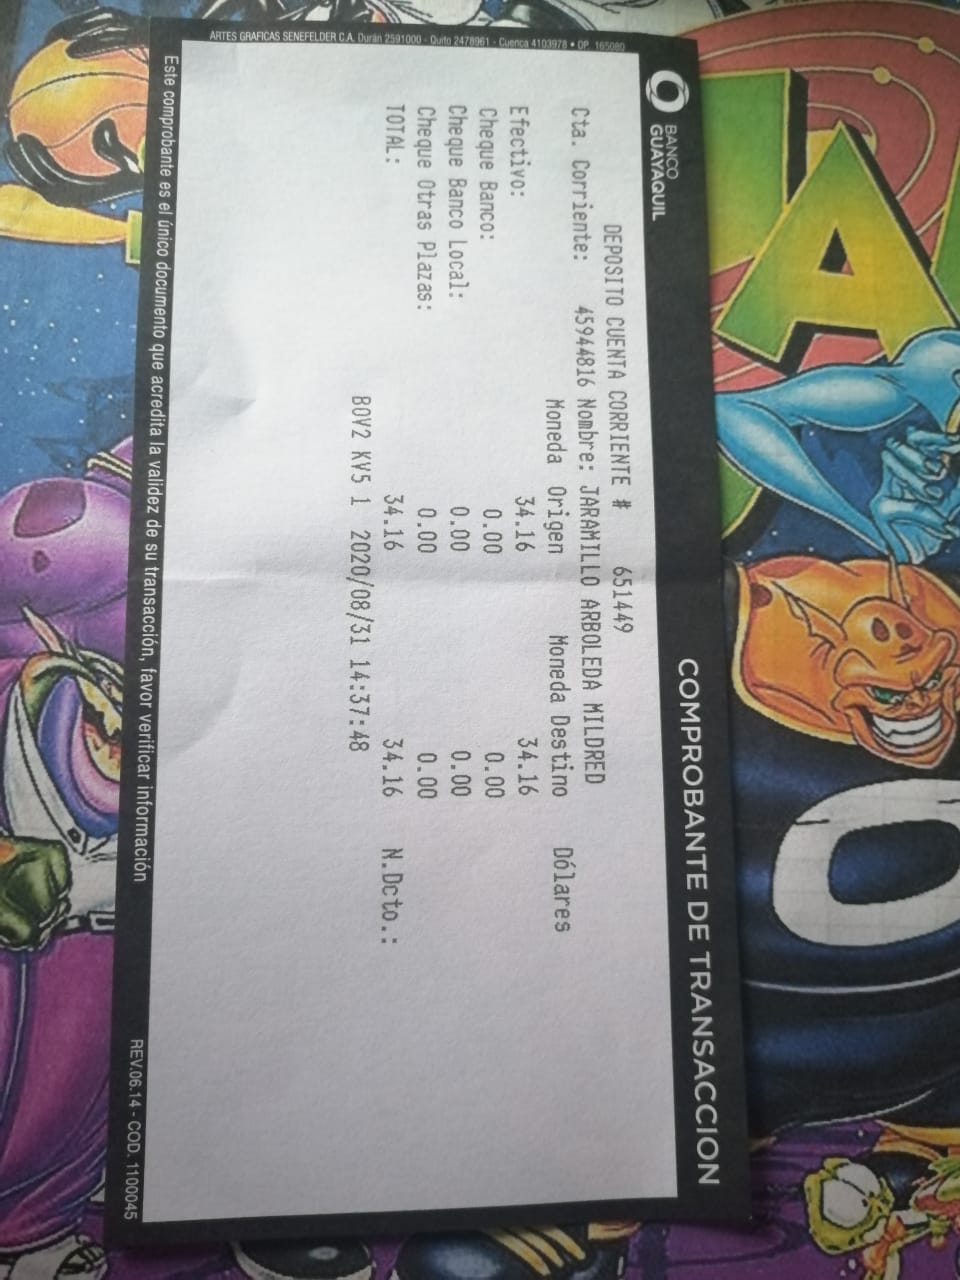 BANCO
GUAYAQUIL
COMPROBANTE DE TRANSACCION
DEPOSITO CUENTA CORRIENTE # 651449
Cta. Corriente: 45944816 Nombre: JARAMILLO ARBOLEDA MILDRED
Moneda Origen Moneda Destino Dólares
Efectivo: 34.16 34.16
Cheque Banco: 0.00 0.00
Cheque Banco Local: 0.00 0.00
Cheque Otras Plazas: 0.00 0.00
TOTAL: 34.16 34.16 N.Dcto.:
BOV2 KV5 1 2020/08/31 14:37:48
Este comprobante es el único documento que acredita la validez de su transacción, favor verificar información
REV.06.14 - COD. 1100045
ARTES GRAFICAS SENEFELDER C.A. Durán 2591000 - Quito 2478961 - Cuenca 4103978 • OP 165080